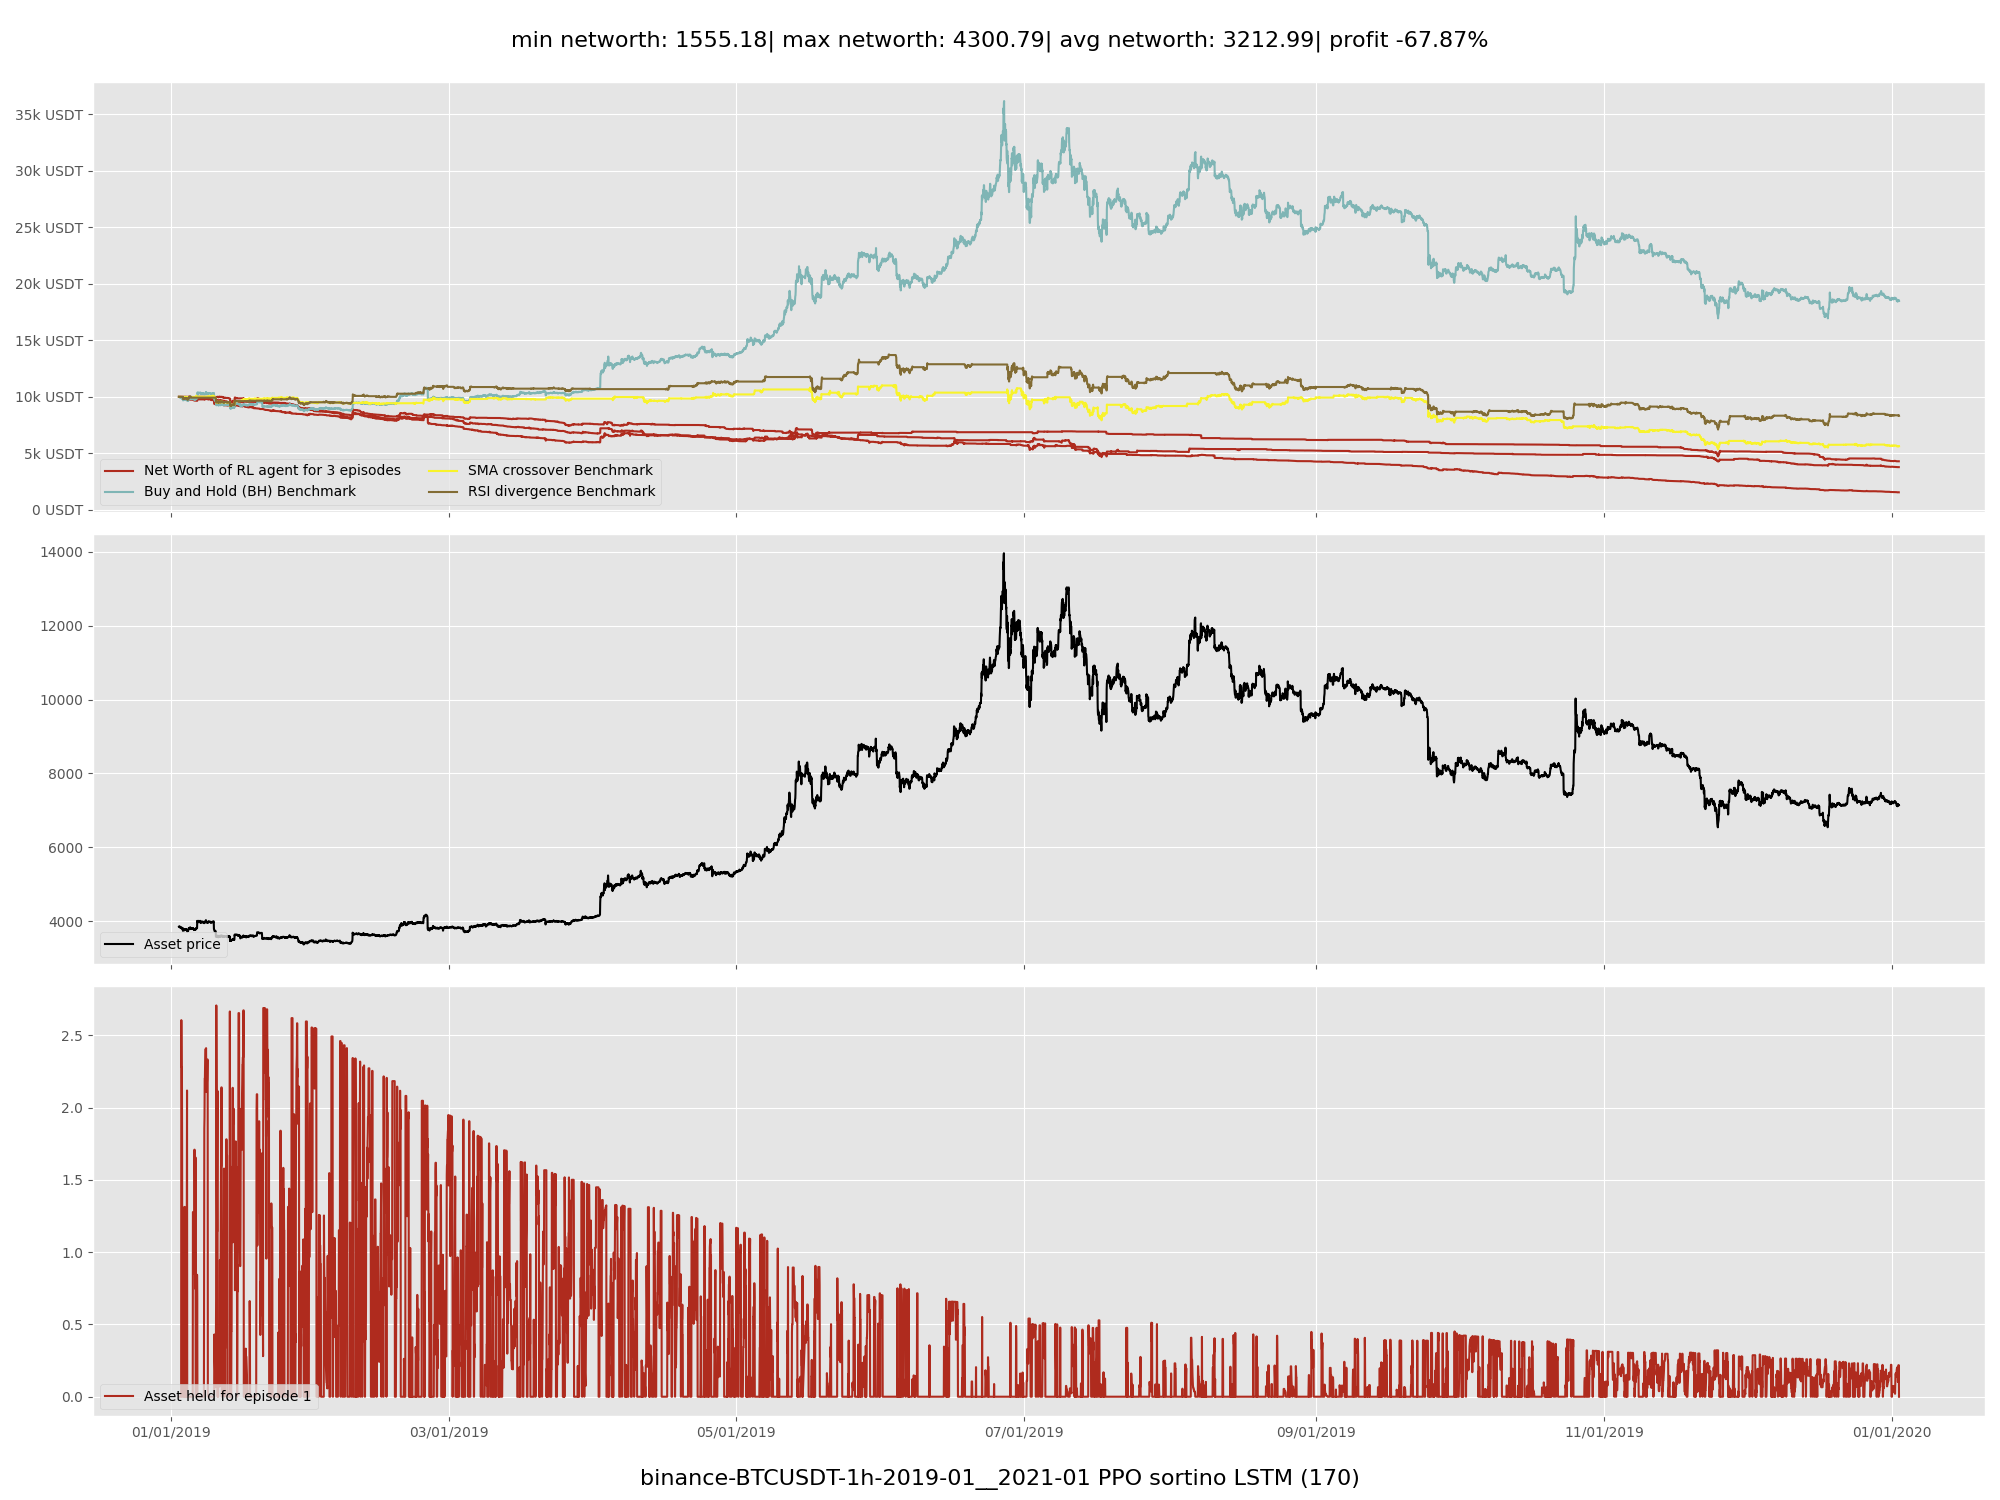 min networth: 1555.18| max networth: 4300.79| avg networth: 3212.99| profit -67.87%
35k USDT
30k USDT
25k USDT
20k USDT
15k USDT
10k USDT
5k USDT
0 USDT
Net Worth of RL agent for 3 episodes
Buy and Hold (BH) Benchmark
SMA crossover Benchmark
RSI divergence Benchmark
14000
12000
10000
8000
6000
4000
Asset price
2.5
2.0
1.5
1.0
0.5
0.0
Asset held for episode 1
01/01/2019 03/01/2019 05/01/2019 07/01/2019 09/01/2019 11/01/2019 01/01/2020
binance-BTCUSDT-1h-2019-01__2021-01 PPO sortino LSTM (170)